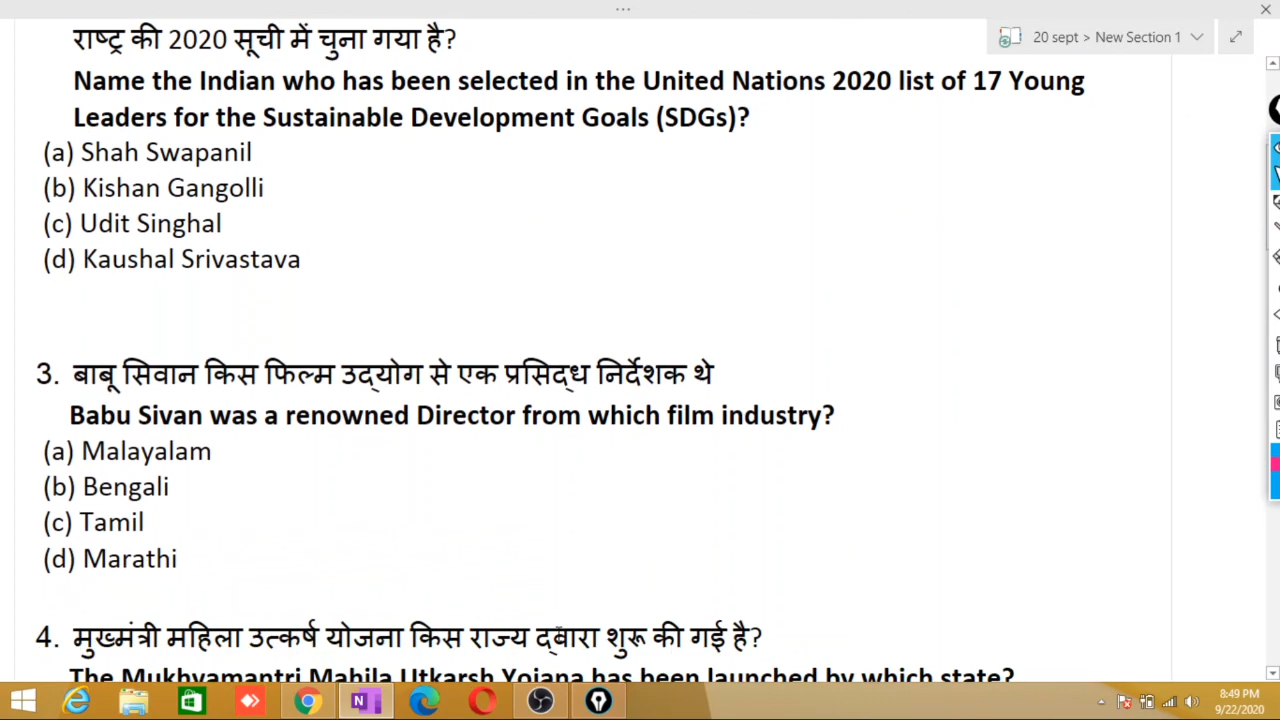 ...
राष्ट्र की 2020 सूची में चुना गया है?
20 sept > New Section 1
Name the Indian who has been selected in the United Nations 2020 list of 17 Young
Leaders for the Sustainable Development Goals (SDGs)?
(a) Shah Swapanil
(b) Kishan Gangolli
(c) Udit Singhal
(d) Kaushal Srivastava
3. बाबू सिवान किस फिल्म उद्योग से एक प्रसिद्ध निर्देशक थे
Babu Sivan was a renowned Director from which film industry?
(a) Malayalam
(b) Bengali
(c) Tamil
(d) Marathi
4. मुख्मंत्री महिला उत्कर्ष योजना किस राज्य द्वारा शुरू की गई है?
The Mukhyamantri Mahila Utkarsh Yojana has been launched by which state?
8:49 PM
9/22/2020